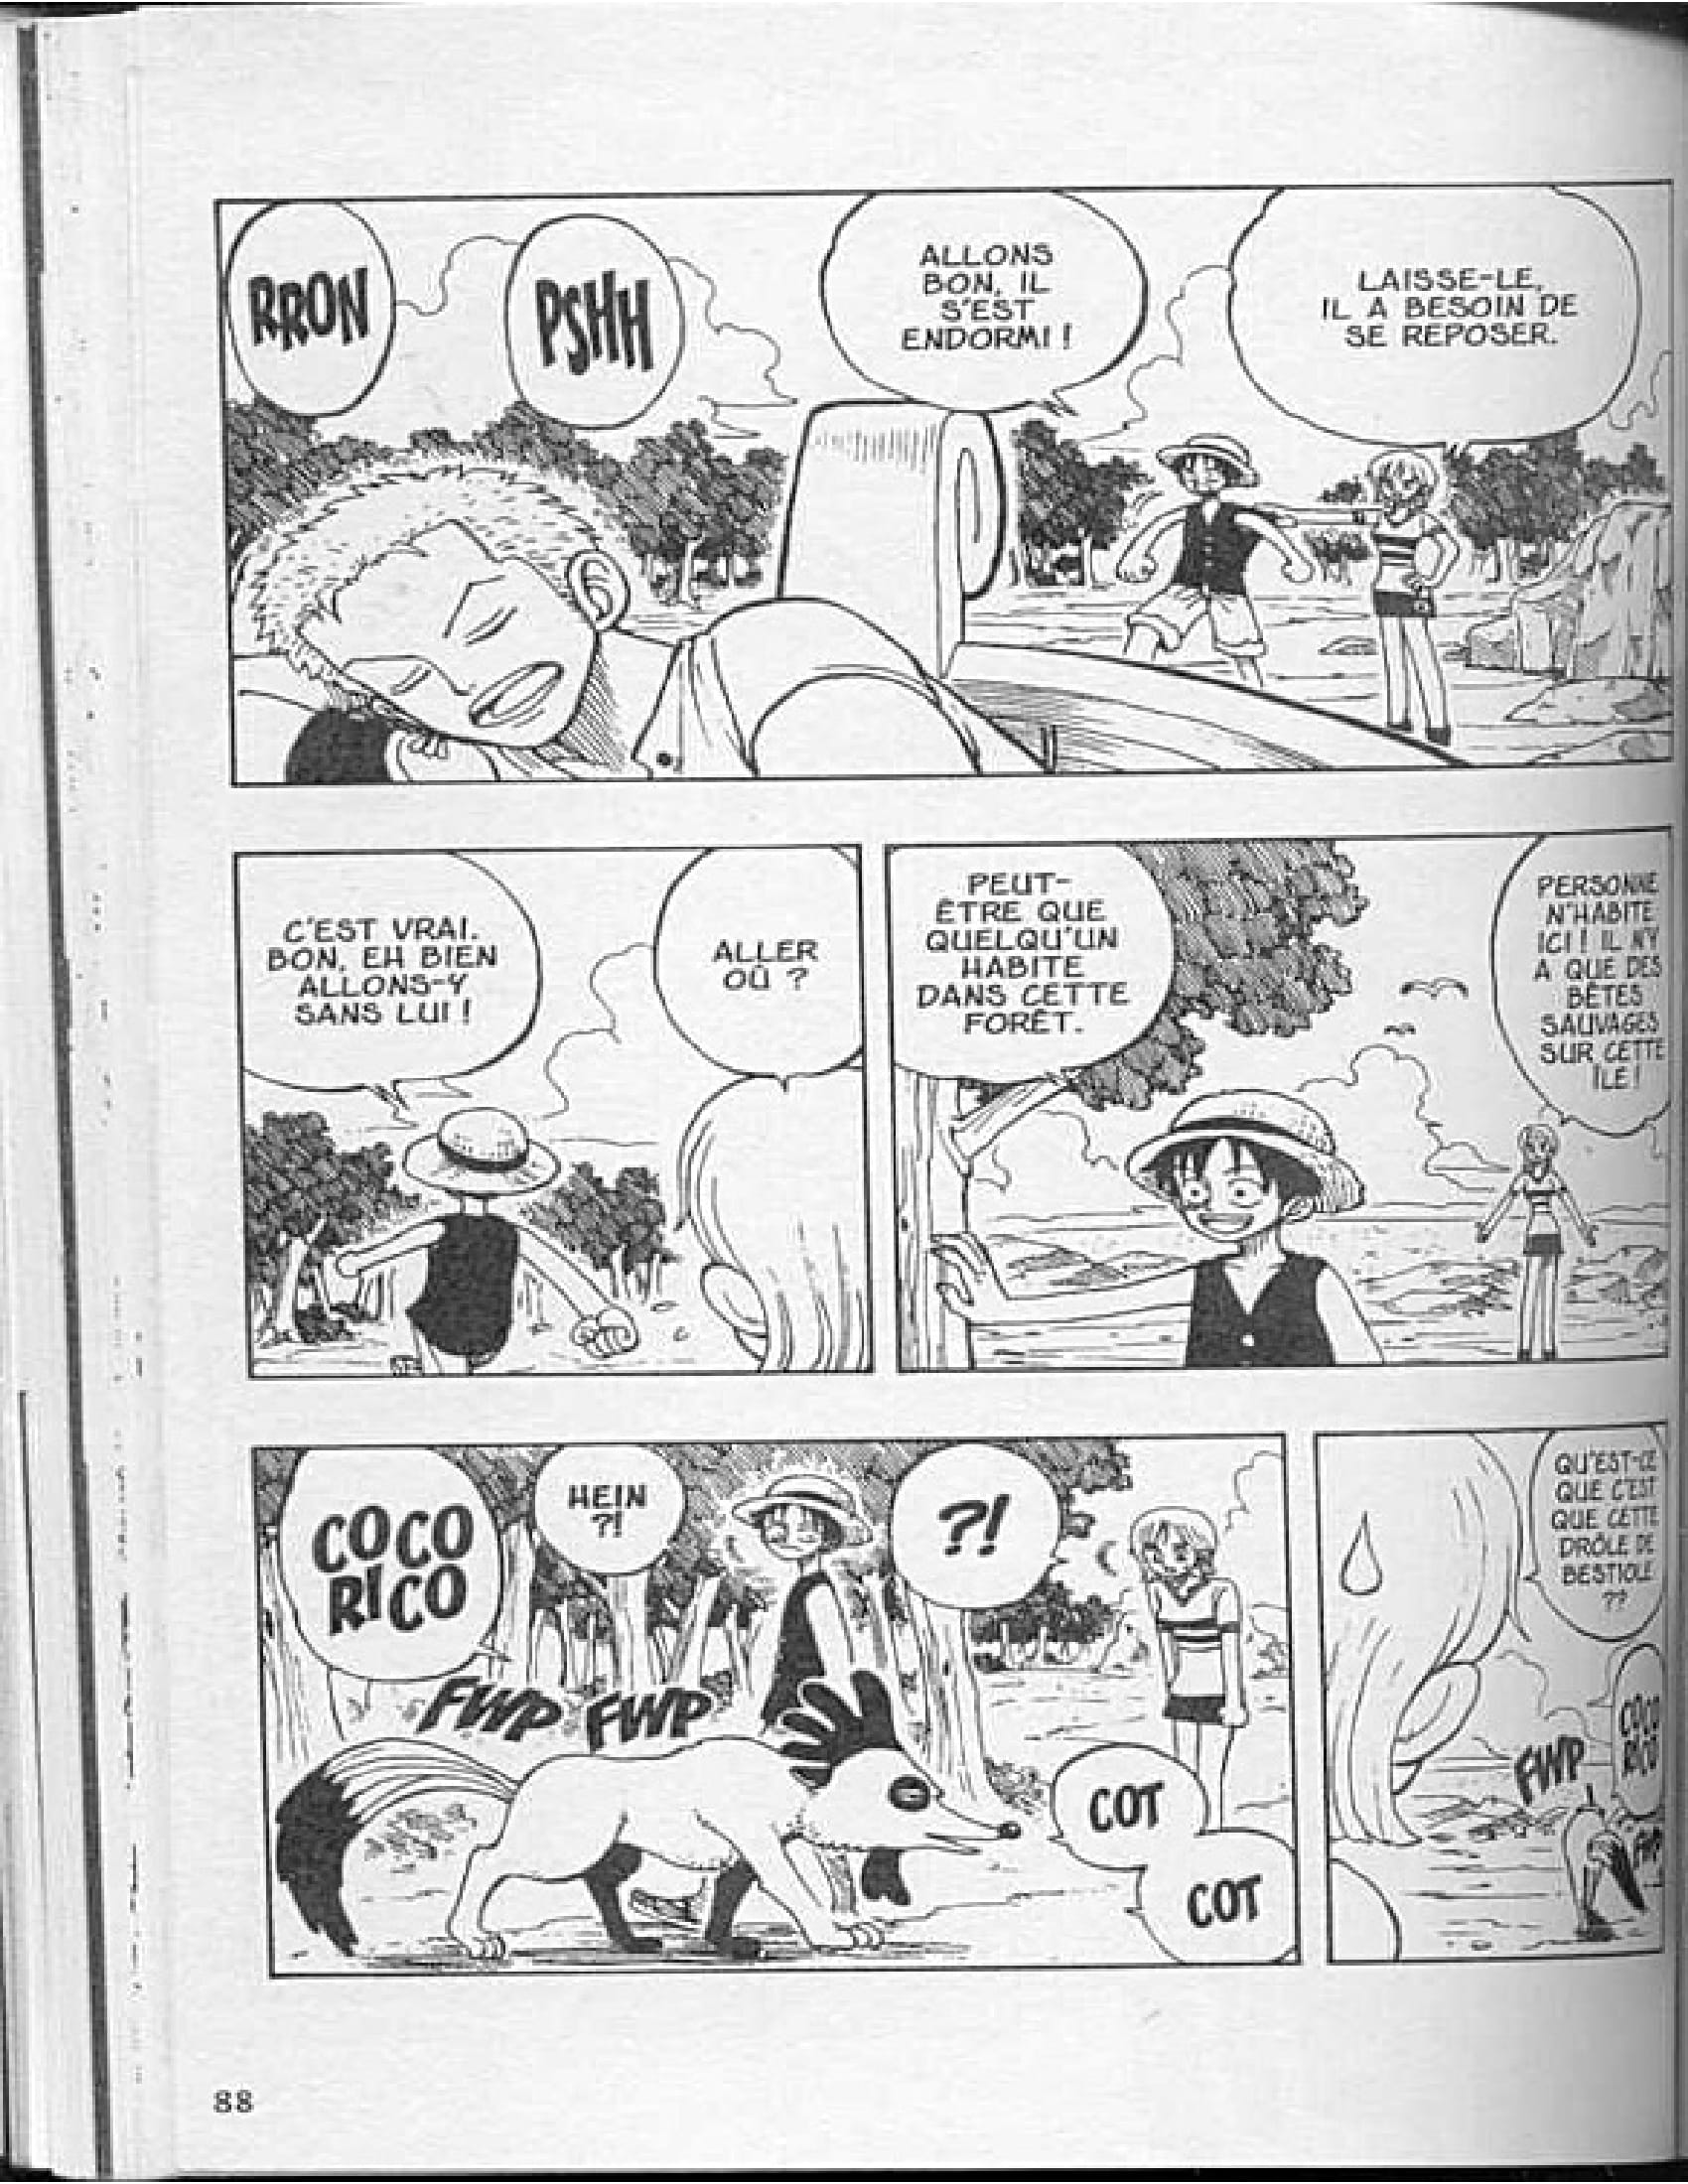 RRON
PSHH
ALLONS
BON, IL
S'EST
ENDORMI !
LAISSE-LE,
IL A BESOIN DE
SE REPOSER.
C'EST VRAI.
BON, EH BIEN
ALLONS-Y
SANS LUI !
ALLER
OÙ ?
PEUT-
ÊTRE QUE
QUELQU'UN
HABITE
DANS CETTE
FORÊT.
PERSONNE
N'HABITE
ICI ! IL N'Y
A QUE DES
BÊTES
SAUVAGES
SUR CETTE
ÎLE !
COCO
RICO
HEIN
?!
?!
FWP FWP
COT
COT
QU'EST-CE
QUE C'EST
QUE CETTE
DRÔLE DE
BESTIOLE
??
COCO
RICO
FWP
FWP
88